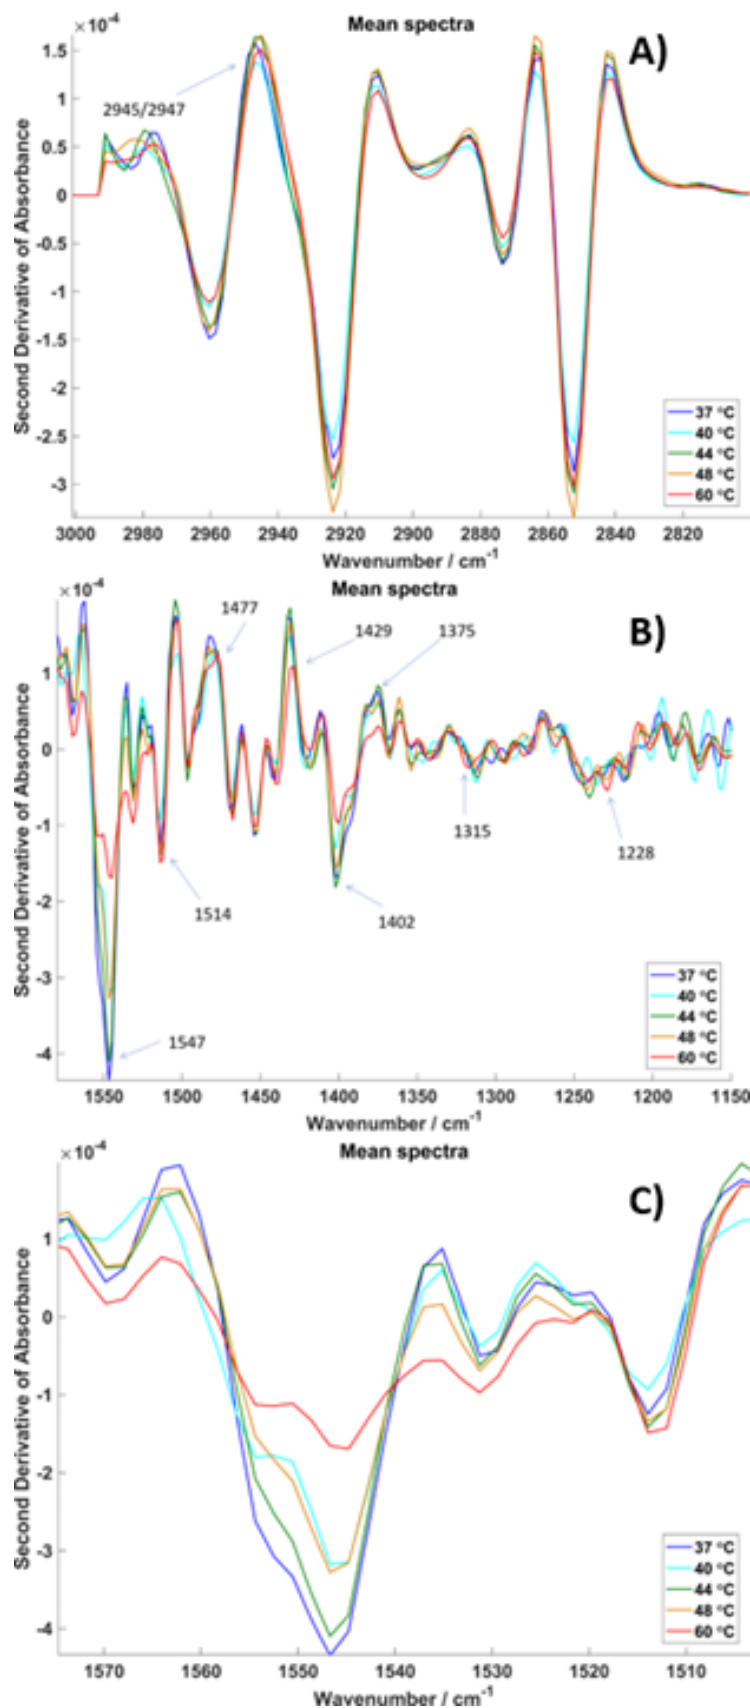 ×10⁻⁴
Mean spectra
A)
2945/2947
Second Derivative of Absorbance
1.5
1
0.5
0
-0.5
-1
-1.5
-2
-2.5
-3
37 °C
40 °C
44 °C
48 °C
60 °C
3000 2980 2960 2940 2920 2900 2880 2860 2840 2820
Wavenumber / cm⁻¹
×10⁻⁴
Mean spectra
B)
1477
1429
1375
1315
1228
1514
1402
1547
Second Derivative of Absorbance
1
0
-1
-2
-3
-4
37 °C
40 °C
44 °C
48 °C
60 °C
1550 1500 1450 1400 1350 1300 1250 1200 1150
Wavenumber / cm⁻¹
×10⁻⁴
Mean spectra
C)
Second Derivative of Absorbance
1
0
-1
-2
-3
-4
37 °C
40 °C
44 °C
48 °C
60 °C
1570 1560 1550 1540 1530 1520 1510
Wavenumber / cm⁻¹